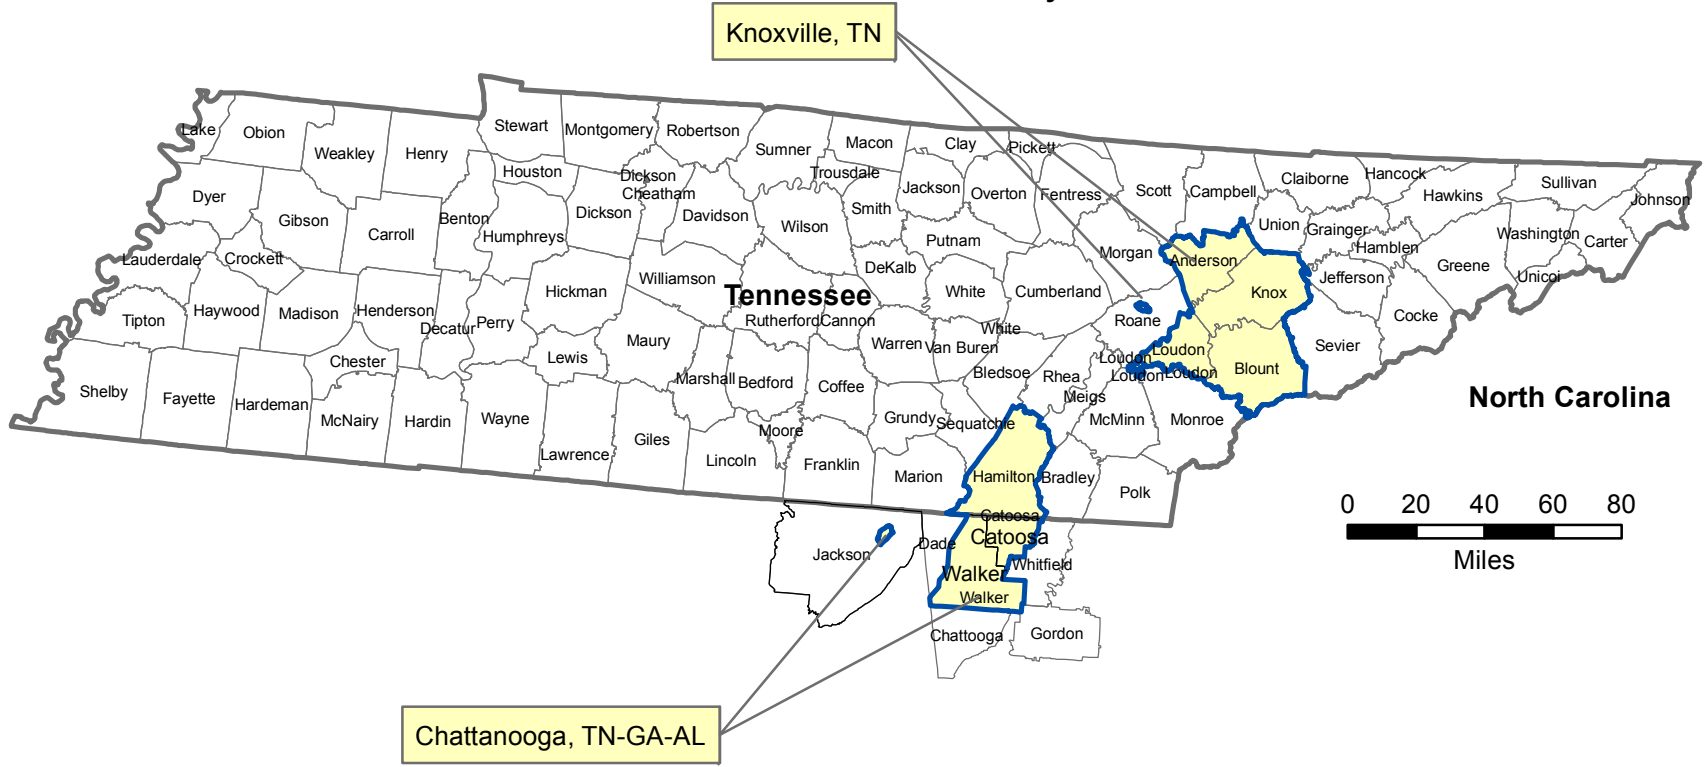 Knoxville, TN
Lake
Obion
Weakley
Henry
Stewart
Montgomery
Robertson
Sumner
Macon
Clay
Pickett
Houston
Dickson
Cheatham
Trousdale
Jackson
Overton
Fentress
Scott
Campbell
Claiborne
Hancock
Hawkins
Sullivan
Johnson
Dyer
Gibson
Carroll
Benton
Humphreys
Dickson
Davidson
Wilson
Smith
Putnam
Morgan
Anderson
Union
Grainger
Hamblen
Greene
Washington
Carter
Unicoi
Lauderdale
Crockett
Williamson
DeKalb
White
Cumberland
Knox
Jefferson
Cocke
Tennessee
Tipton
Haywood
Madison
Henderson
Decatur
Perry
Hickman
Rutherford
Cannon
Roane
Maury
Warren
Van Buren
White
Chester
Lewis
Loudon
Loudon
Loudon
Loudon
Blount
Sevier
Shelby
Fayette
Hardeman
McNairy
Hardin
Wayne
Marshall
Bedford
Coffee
Bledsoe
Rhea
Meigs
McMinn
Monroe
North Carolina
Lawrence
Giles
Lincoln
Moore
Franklin
Grundy
Sequatchie
Marion
Hamilton
Bradley
Polk
0 20 40 60 80
Miles
Catoosa
Catoosa
Jackson
Dade
Whitfield
Walker
Walker
Chattooga
Gordon
Chattanooga, TN-GA-AL